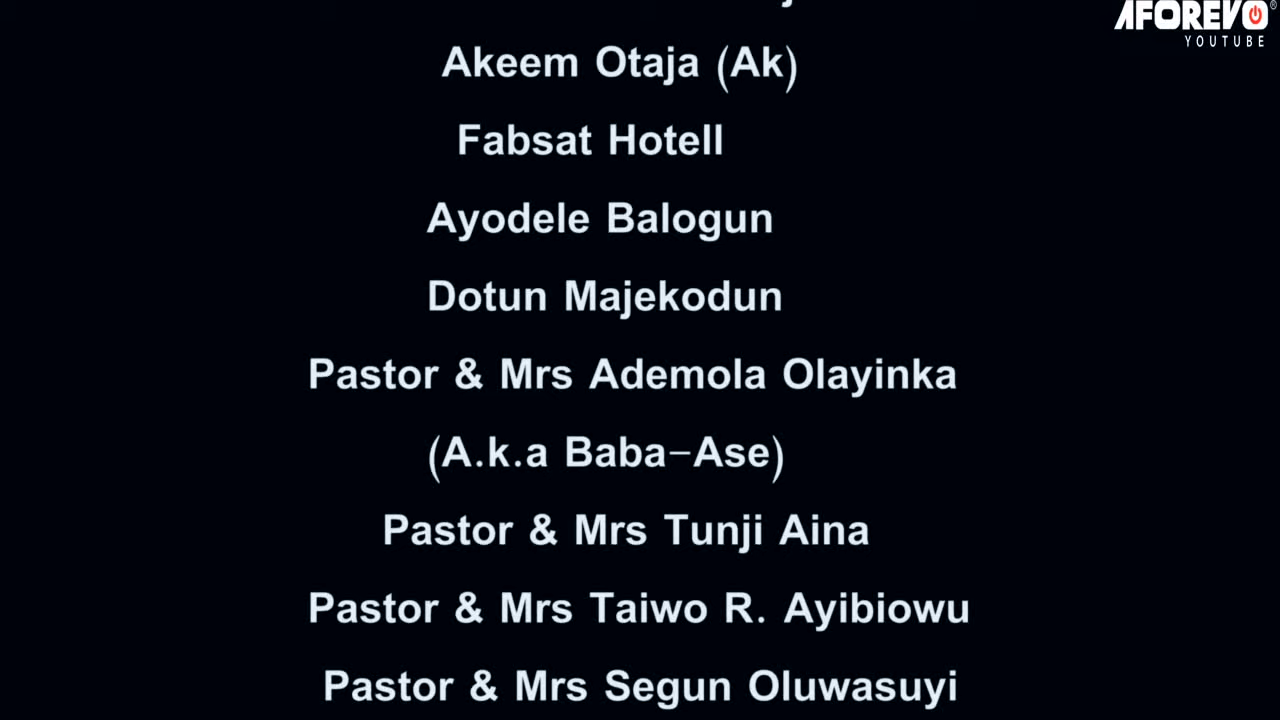 AFOREVO®
YOUTUBE
Akeem Otaja (Ak)
Fabsat Hotell
Ayodele Balogun
Dotun Majekodun
Pastor & Mrs Ademola Olayinka
(A.k.a Baba-Ase)
Pastor & Mrs Tunji Aina
Pastor & Mrs Taiwo R. Ayibiowu
Pastor & Mrs Segun Oluwasuyi